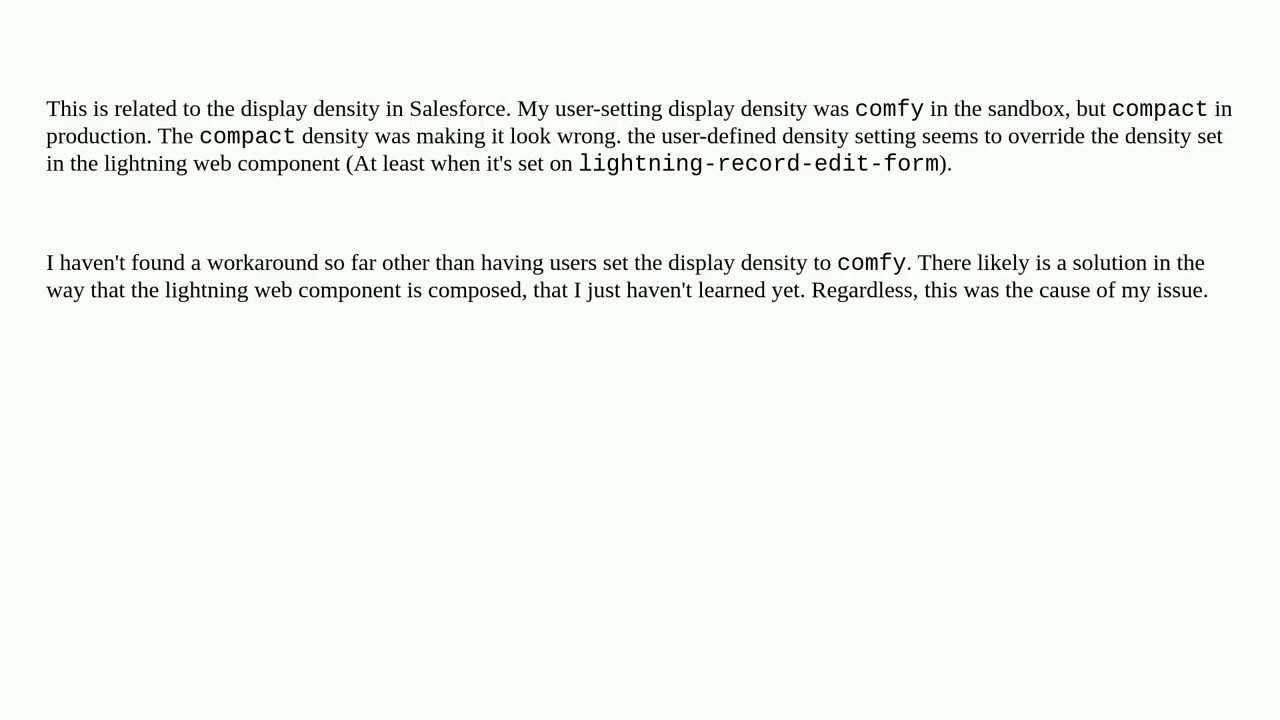 This is related to the display density in Salesforce. My user-setting display density was comfy in the sandbox, but compact in
production. The compact density was making it look wrong. the user-defined density setting seems to override the density set
in the lightning web component (At least when it's set on lightning-record-edit-form).
I haven't found a workaround so far other than having users set the display density to comfy. There likely is a solution in the
way that the lightning web component is composed, that I just haven't learned yet. Regardless, this was the cause of my issue.